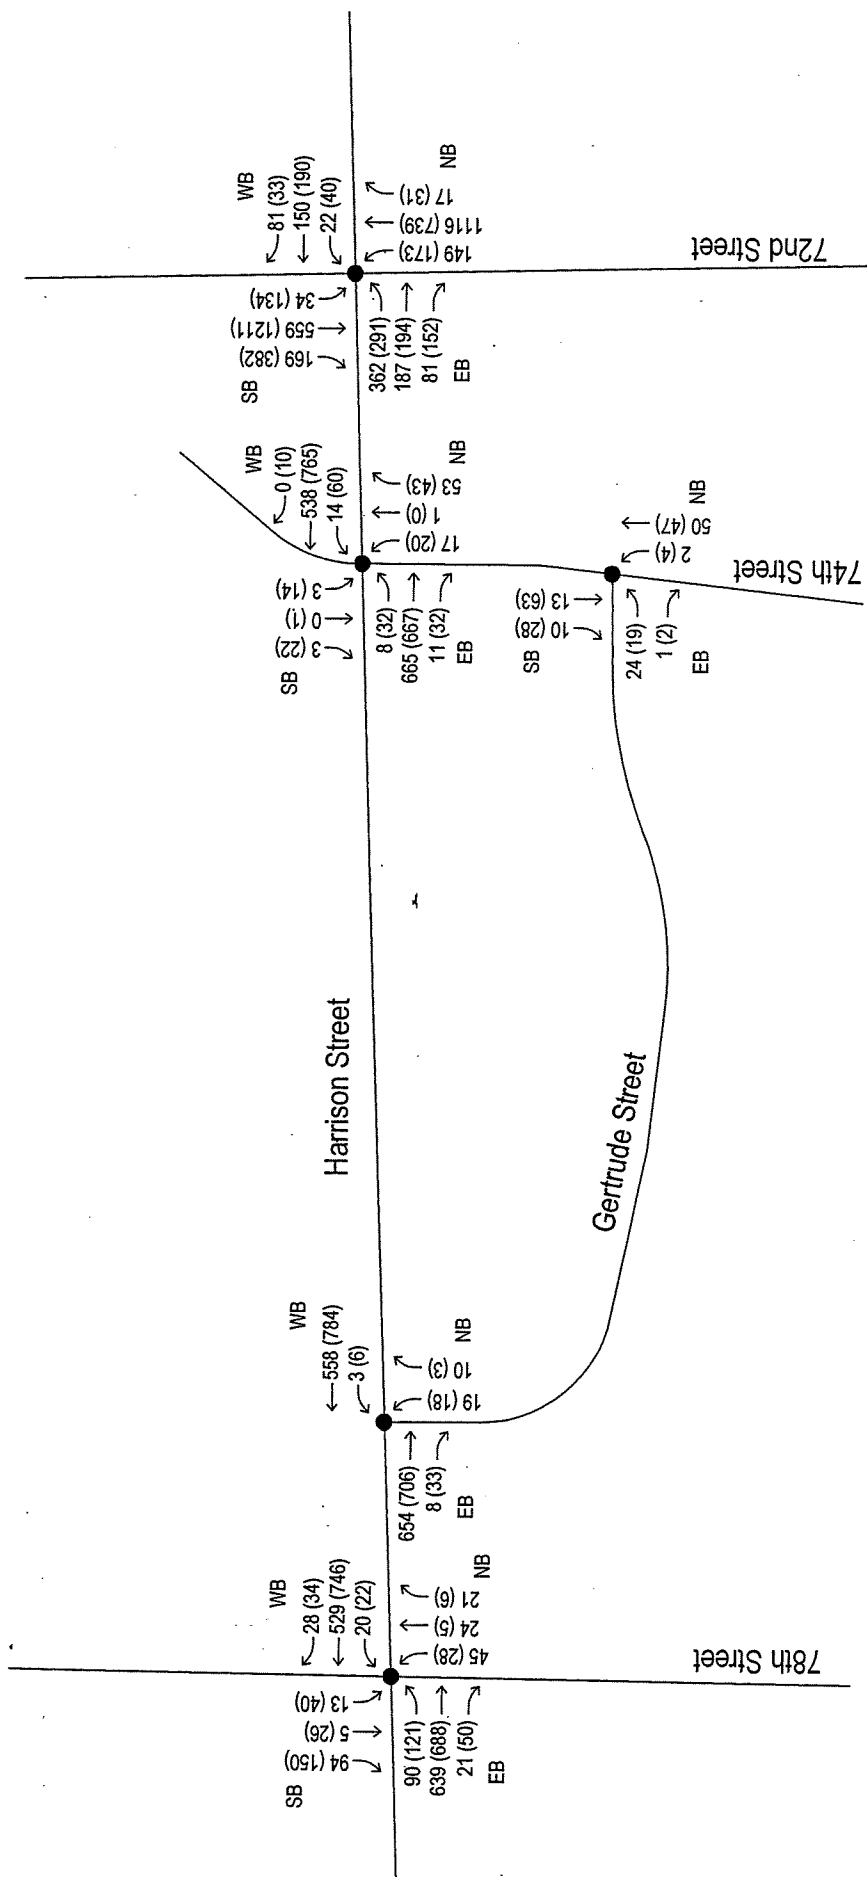 WB
81 (33)
150 (190)
22 (40)
NB
17 (31)
1116 (739)
149 (173)
72nd Street
34 (134)
559 (1211)
169 (382)
SB
362 (291)
187 (194)
81 (152)
EB
WB
0 (10)
538 (765)
14 (60)
NB
53 (43)
1 (0)
17 (20)
3 (14)
0 (1)
3 (22)
SB
8 (32)
665 (667)
11 (32)
EB
NB
50 (47)
2 (4)
74th Street
13 (63)
10 (28)
SB
24 (19)
1 (2)
EB
Harrison Street
Gertrude Street
WB
558 (784)
3 (6)
NB
10 (3)
19 (18)
654 (706)
8 (33)
EB
WB
28 (34)
529 (746)
20 (22)
NB
21 (6)
24 (5)
45 (28)
78th Street
13 (40)
5 (26)
94 (150)
SB
90 (121)
639 (688)
21 (50)
EB